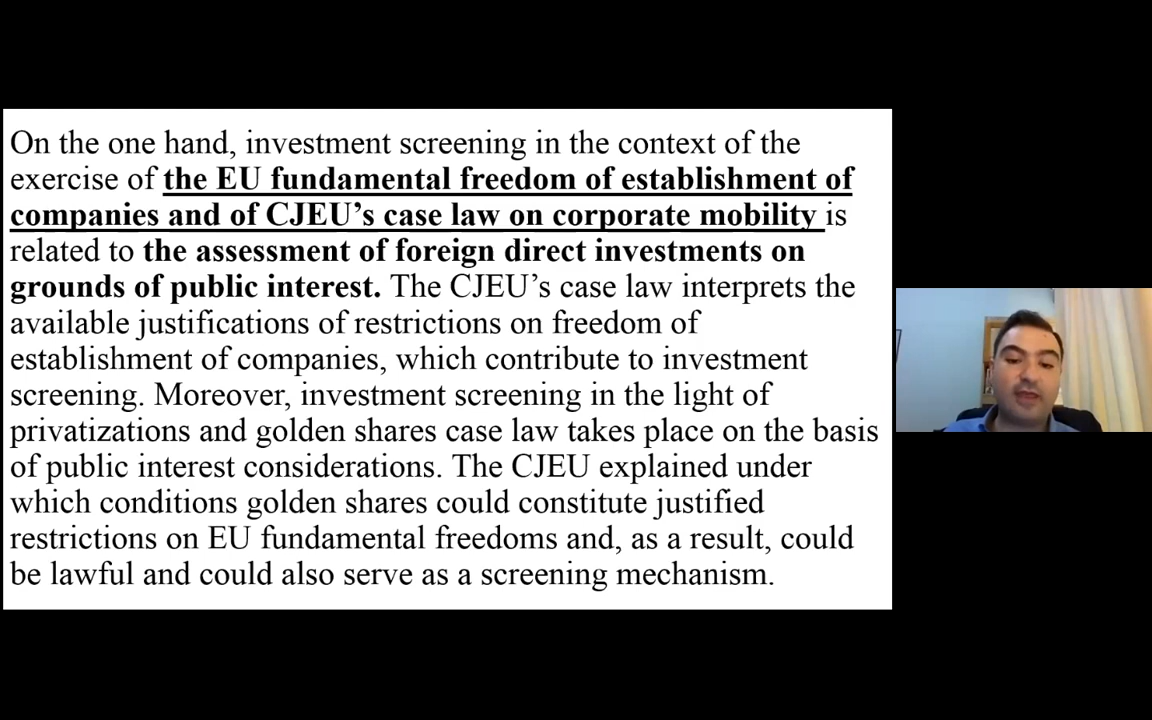 On the one hand, investment screening in the context of the
exercise of the EU fundamental freedom of establishment of
companies and of CJEU’s case law on corporate mobility is
related to the assessment of foreign direct investments on
grounds of public interest. The CJEU’s case law interprets the
available justifications of restrictions on freedom of
establishment of companies, which contribute to investment
screening. Moreover, investment screening in the light of
privatizations and golden shares case law takes place on the basis
of public interest considerations. The CJEU explained under
which conditions golden shares could constitute justified
restrictions on EU fundamental freedoms and, as a result, could
be lawful and could also serve as a screening mechanism.